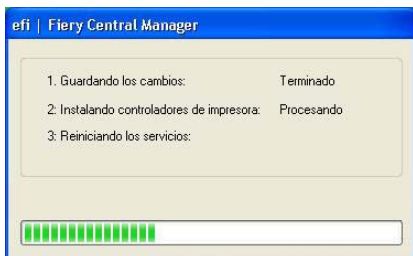 efi | Fiery Central Manager
1. Guardando los cambios: Terminado
2: Instalando controladores de impresora: Procesando
3: Reiniciando los servicios: